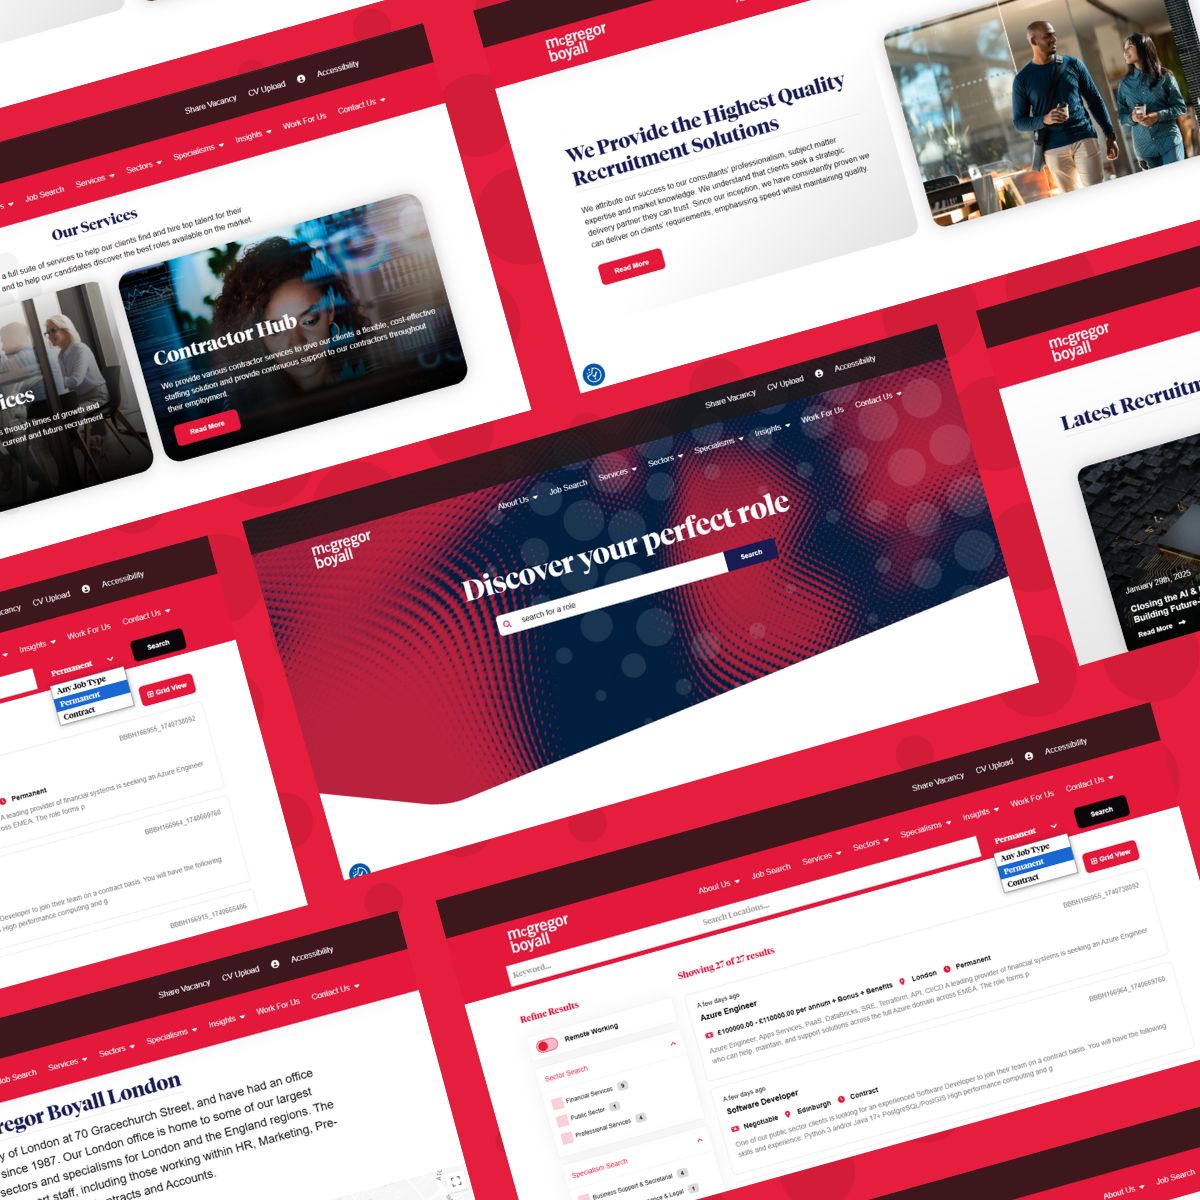 Share Vacancy CV Upload Accessibility
Job Search Services Sectors Specialisms Insights Work For Us Contact Us
Our Services
a full suite of services to help our clients find and hire top talent for their
and to help our candidates discover the best roles available on the market.
through times of growth and
current and future recruitment
Contractor Hub
We provide various contractor services to give our clients a flexible, cost-effective
staffing solution and provide continuous support to our contractors throughout
their employment.
Read More
mcgregor
boyall
We Provide the Highest Quality
Recruitment Solutions
We attribute our success to our consultants' professionalism, subject matter
expertise and market knowledge. We understand that clients seek a strategic
delivery partner they can trust. Since our inception, we have consistently proven we
can deliver on clients' requirements, emphasising speed whilst maintaining quality.
Read More
mcgregor
boyall
Share Vacancy CV Upload Accessibility
About Us Job Search Services Sectors Specialisms Insights Work For Us Contact Us
Discover your perfect role
search for a role
Search
mcgregor
boyall
Latest
January 29th, 2025
Closing the AI &
Building
Read More
CV Upload Accessibility
Insights Work For Us Contact Us
Permanent
Search
Any Job Type
Permanent
Contract
Grid View
BBBH166955_1740738092
Permanent
A leading provider of financial systems is seeking an Azure Engineer
EMEA. The role forms p
BBBH166964_1740669760
Developer to join their team on a contract basis. You will have the following
High performance computing and g
BBBH166915_1740666486
Share Vacancy CV Upload Accessibility
Job Search Services Sectors Specialisms Insights Work For Us Contact Us
Boyall London
of London at 70 Gracechurch Street, and have had an office
since 1987. Our London office is home to some of our largest
sectors and specialisms for London and the England regions. The
staff, including those working within HR, Marketing, Pre-
and Accounts.
Share Vacancy CV Upload Accessibility
About Us Job Search Services Sectors Specialisms Insights Work For Us Contact Us
mcgregor
boyall
Keyword...
Search Locations...
Permanent
Search
Any Job Type
Permanent
Contract
Grid View
Showing 27 of 27 results
Refine Results
Remote Working
Sector Search
Financial Services 9
Public Sector 1
Professional Services 4
Specialism Search
Business Support & Secretarial 4
& Legal 1
A few days ago
BBBH166955_1740738092
Azure Engineer
£100000.00 - £110000.00 per annum + Bonus + Benefits London Permanent
Azure Engineer, Apps Services, PaaS, DataBricks, SRE, Terraform, API, CI/CD A leading provider of financial systems is seeking an Azure Engineer
who can help, maintain, and support solutions across the full Azure domain across EMEA. The role forms p
A few days ago
BBBH166964_1740669760
Software Developer
Negotiable Edinburgh Contract
One of our public sector clients is looking for an experienced Software Developer to join their team on a contract basis. You will have the following
skills and experience: Python 3 and/or Java 17+ PostgreSQL/PostGIS High performance computing and g
About Us Job Search